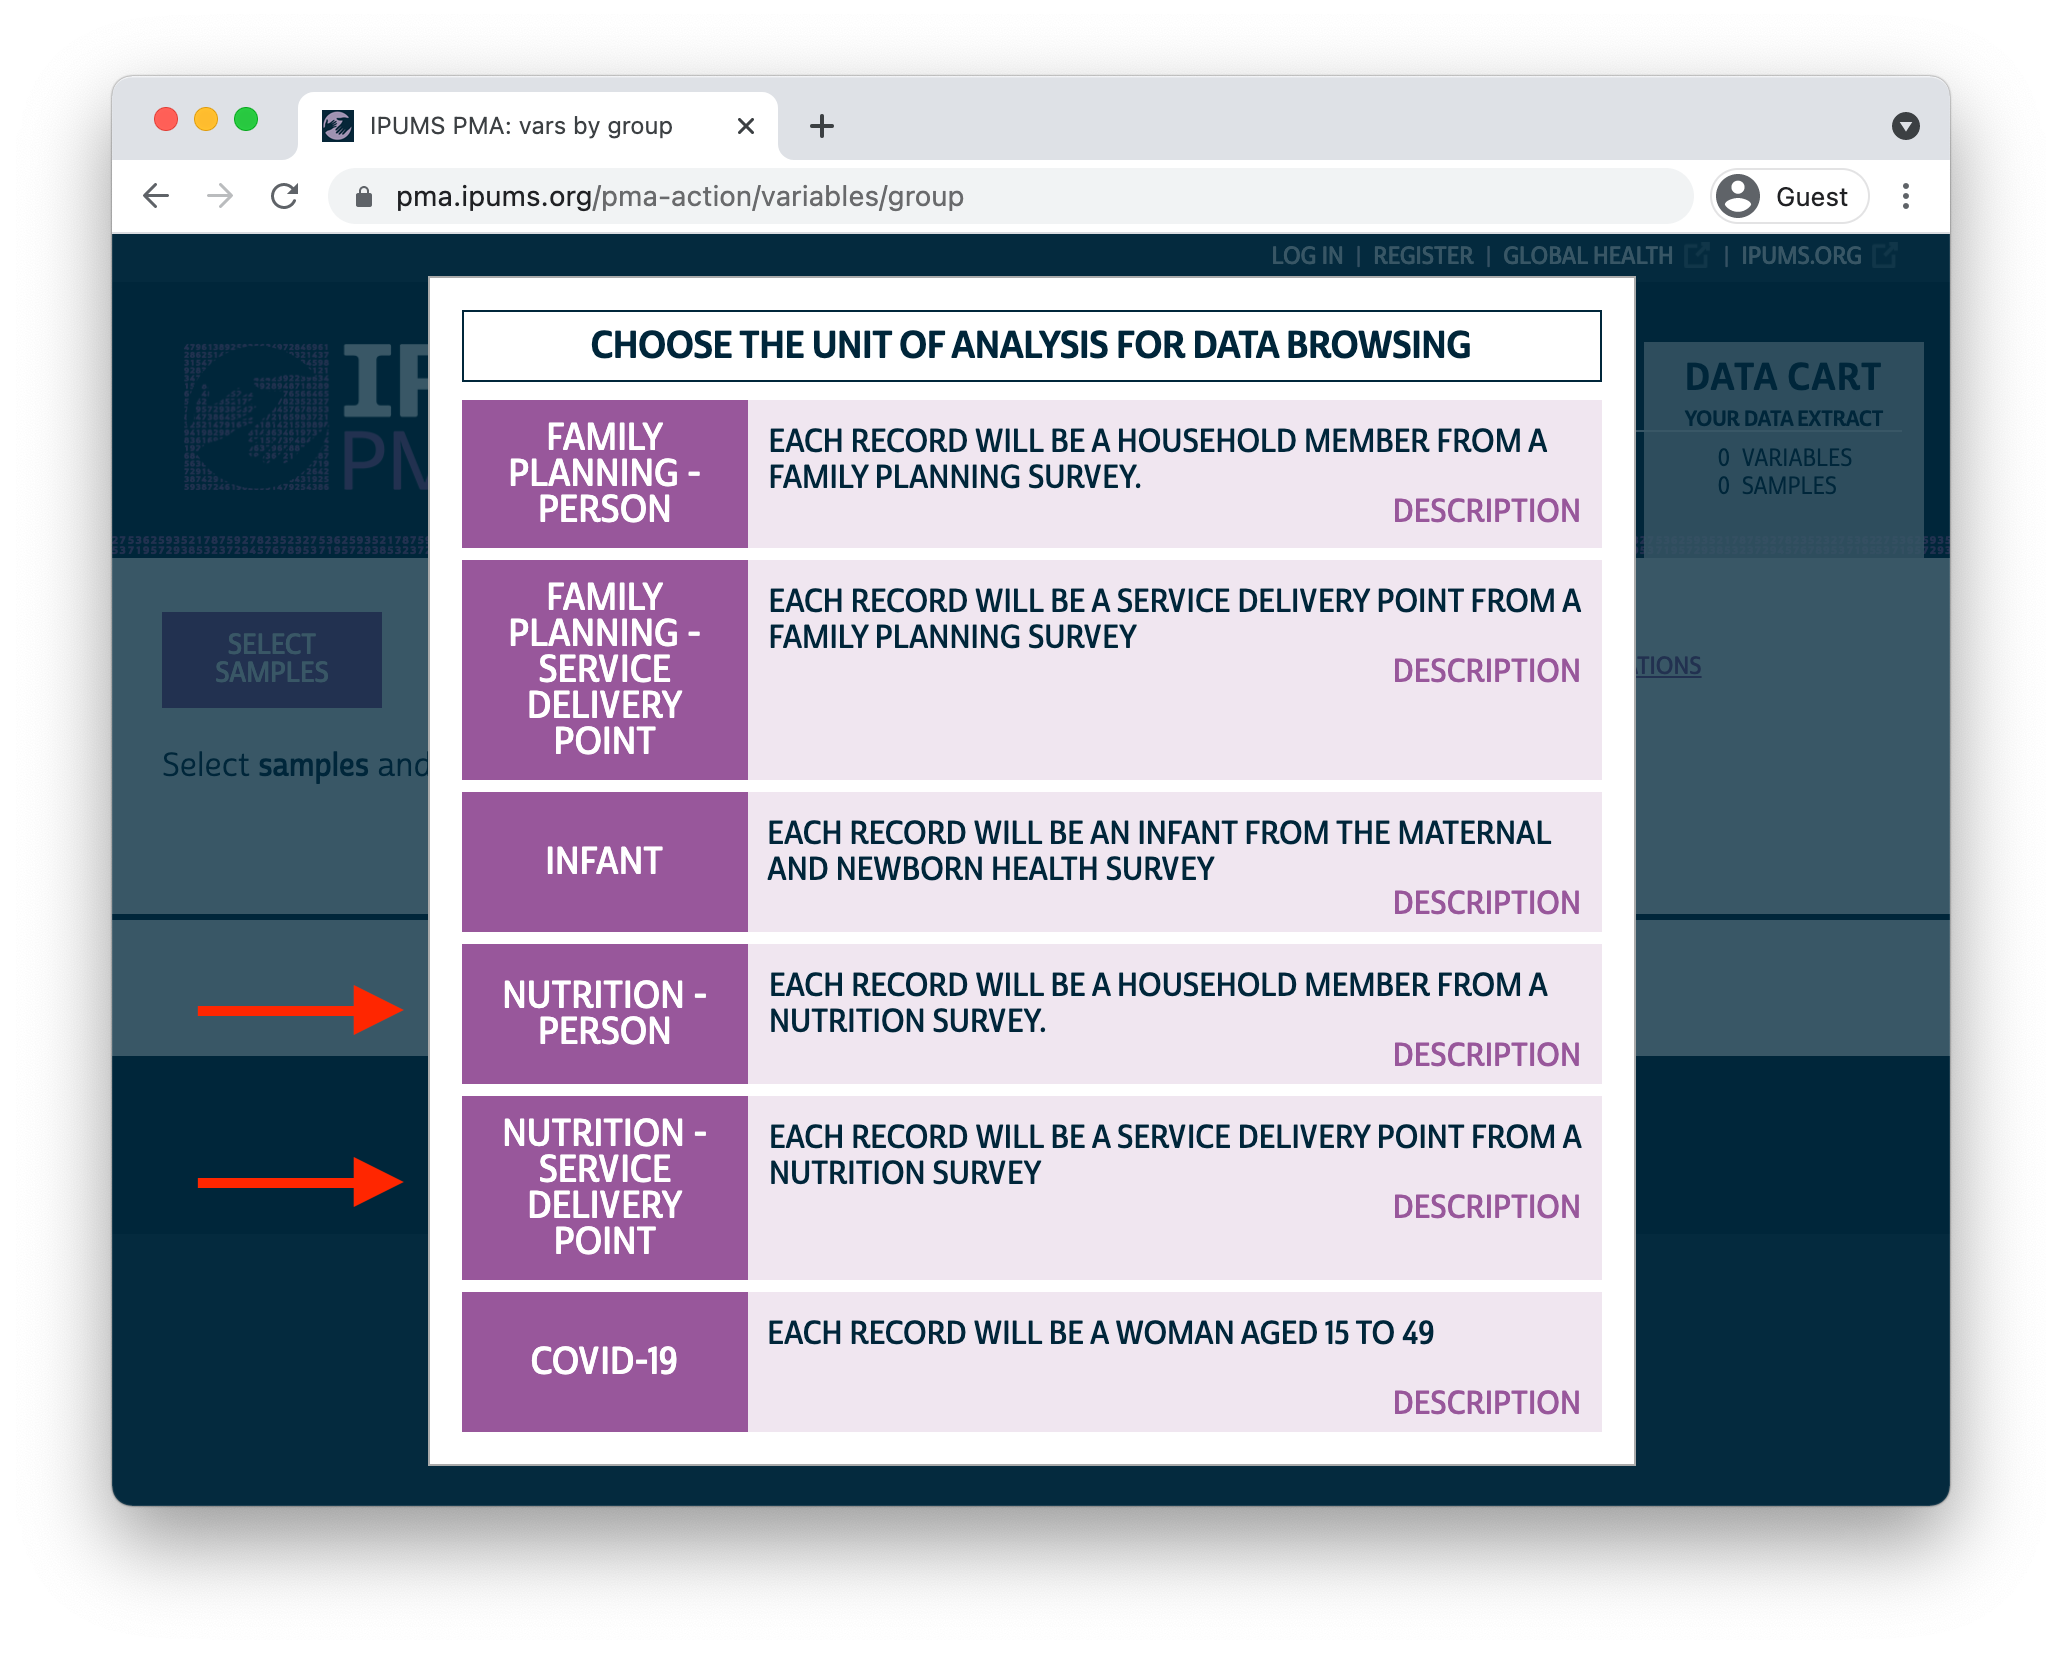 IPUMS PMA: vars by group
pma.ipums.org/pma-action/variables/group
Guest
LOG IN | REGISTER | GLOBAL HEALTH | IPUMS.ORG
DATA CART
YOUR DATA EXTRACT
0 VARIABLES
0 SAMPLES
SELECT
SAMPLES
Select samples and
CHOOSE THE UNIT OF ANALYSIS FOR DATA BROWSING
FAMILY
PLANNING -
PERSON
EACH RECORD WILL BE A HOUSEHOLD MEMBER FROM A
FAMILY PLANNING SURVEY.
DESCRIPTION
FAMILY
PLANNING -
SERVICE
DELIVERY
POINT
EACH RECORD WILL BE A SERVICE DELIVERY POINT FROM A
FAMILY PLANNING SURVEY
DESCRIPTION
INFANT
EACH RECORD WILL BE AN INFANT FROM THE MATERNAL
AND NEWBORN HEALTH SURVEY
DESCRIPTION
NUTRITION -
PERSON
EACH RECORD WILL BE A HOUSEHOLD MEMBER FROM A
NUTRITION SURVEY.
DESCRIPTION
NUTRITION -
SERVICE
DELIVERY
POINT
EACH RECORD WILL BE A SERVICE DELIVERY POINT FROM A
NUTRITION SURVEY
DESCRIPTION
COVID-19
EACH RECORD WILL BE A WOMAN AGED 15 TO 49
DESCRIPTION